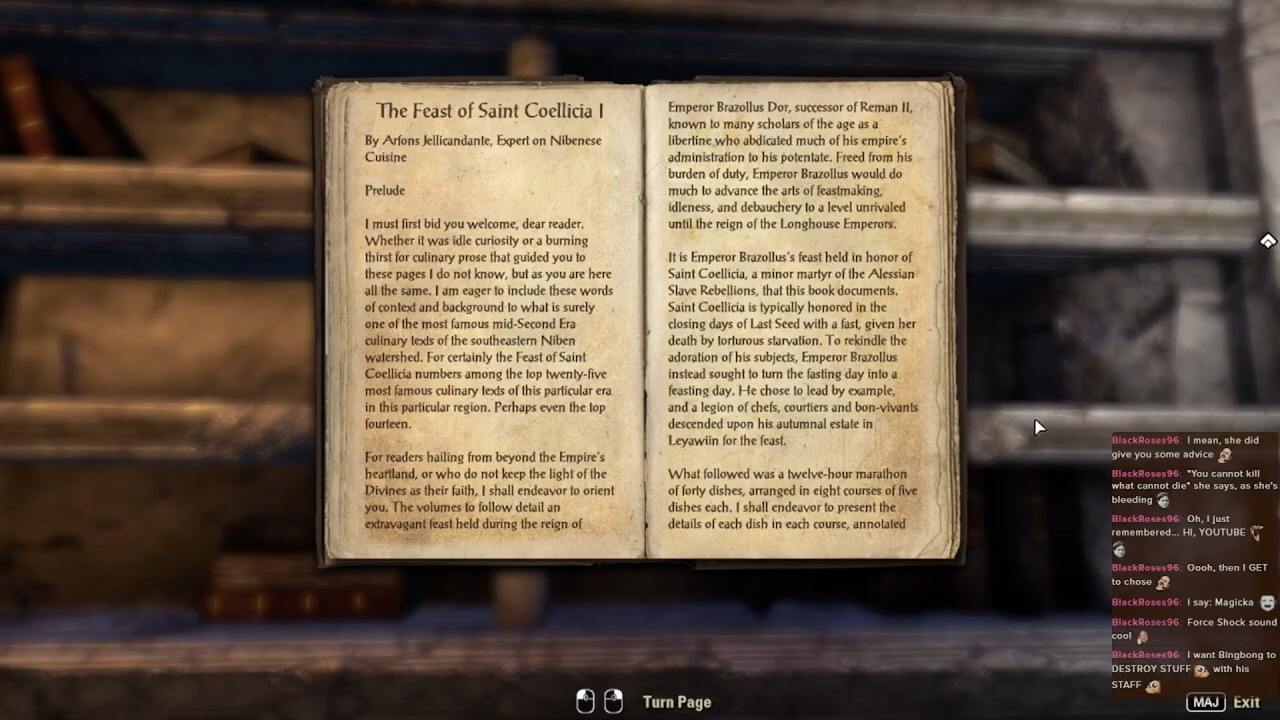 The Feast of Saint Coellicia I
By Arfons Jellicandante, Expert on Nibenese
Cuisine
Prelude
I must first bid you welcome, dear reader.
Whether it was idle curiosity or a burning
thirst for culinary prose that guided you to
these pages I do not know, but as you are here
all the same. I am eager to include these words
of context and background to what is surely
one of the most famous mid-Second Era
culinary texts of the southeastern Niben
watershed. For certainly the Feast of Saint
Coellicia numbers among the top twenty-five
most famous culinary texts of this particular era
in this particular region. Perhaps even the top
fourteen.
For readers hailing from beyond the Empire's
heartland, or who do not keep the light of the
Divines as their faith, I shall endeavor to orient
you. The volumes to follow detail an
extravagant feast held during the reign of
Emperor Brazollus Dor, successor of Reman II,
known to many scholars of the age as a
libertine who abdicated much of his empire's
administration to his potentate. Freed from his
burden of duty, Emperor Brazollus would do
much to advance the arts of feastmaking,
idleness, and debauchery to a level unrivaled
until the reign of the Longhouse Emperors.
It is Emperor Brazollus's feast held in honor of
Saint Coellicia, a minor martyr of the Alessian
Slave Rebellions, that this book documents.
Saint Coellicia is typically honored in the
closing days of Last Seed with a fast, given her
death by torturous starvation. To rekindle the
adoration of his subjects, Emperor Brazollus
instead sought to turn the fasting day into a
feasting day. He chose to lead by example,
and a legion of chefs, courtiers and bon-vivants
descended upon his autumnal estate in
Leyawiin for the feast.
What followed was a twelve-hour marathon
of forty dishes, arranged in eight courses of five
dishes each. I shall endeavor to present the
details of each dish in each course, annotated
BlackRoses96: I mean, she did
give you some advice
BlackRoses96: "You cannot kill
what cannot die" she says, as she's
bleeding
BlackRoses96: Oh, I just
remembered... HI, YOUTUBE
BlackRoses96: Oooh, then I GET
to chose
BlackRoses96: I say: Magicka
BlackRoses96: Force Shock sound
cool
BlackRoses96: I want Bingbong to
DESTROY STUFF with his
STAFF
Turn Page
MAJ Exit